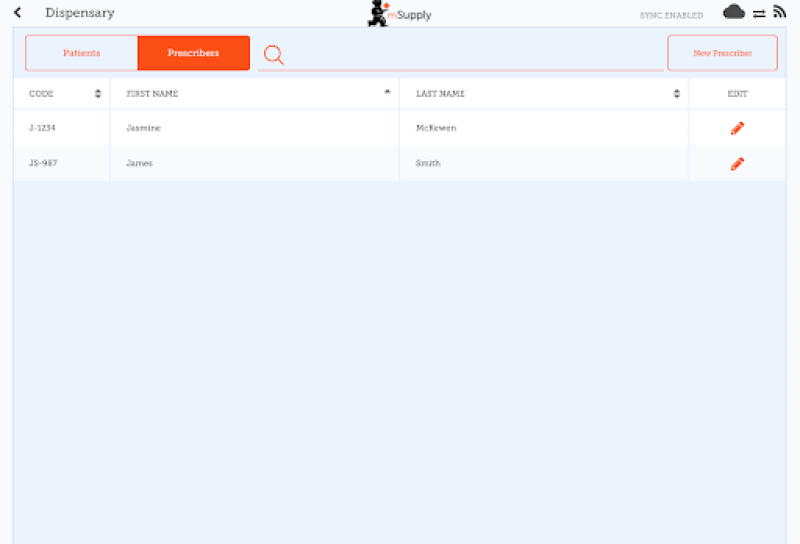 Dispensary
mSupply
SYNC ENABLED
Patients
Prescribers
New Prescriber
CODE
FIRST NAME
LAST NAME
EDIT
J-1234
Jasmine
McKewen
JS-987
James
Smith